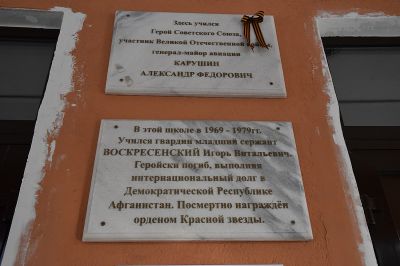 Здесь учился
Герой Советского Союза,
участник Великой Отечественной войны,
генерал-майор авиации
КАРУШИН
АЛЕКСАНДР ФЕДОРОВИЧ
В этой школе в 1969 - 1979гг.
Учился гвардии младший сержант
ВОСКРЕСЕНСКИЙ Игорь Витальевич.
Геройски погиб, выполняя
интернациональный долг в
Демократической Республике
Афганистан. Посмертно награждён
орденом Красной звезды.